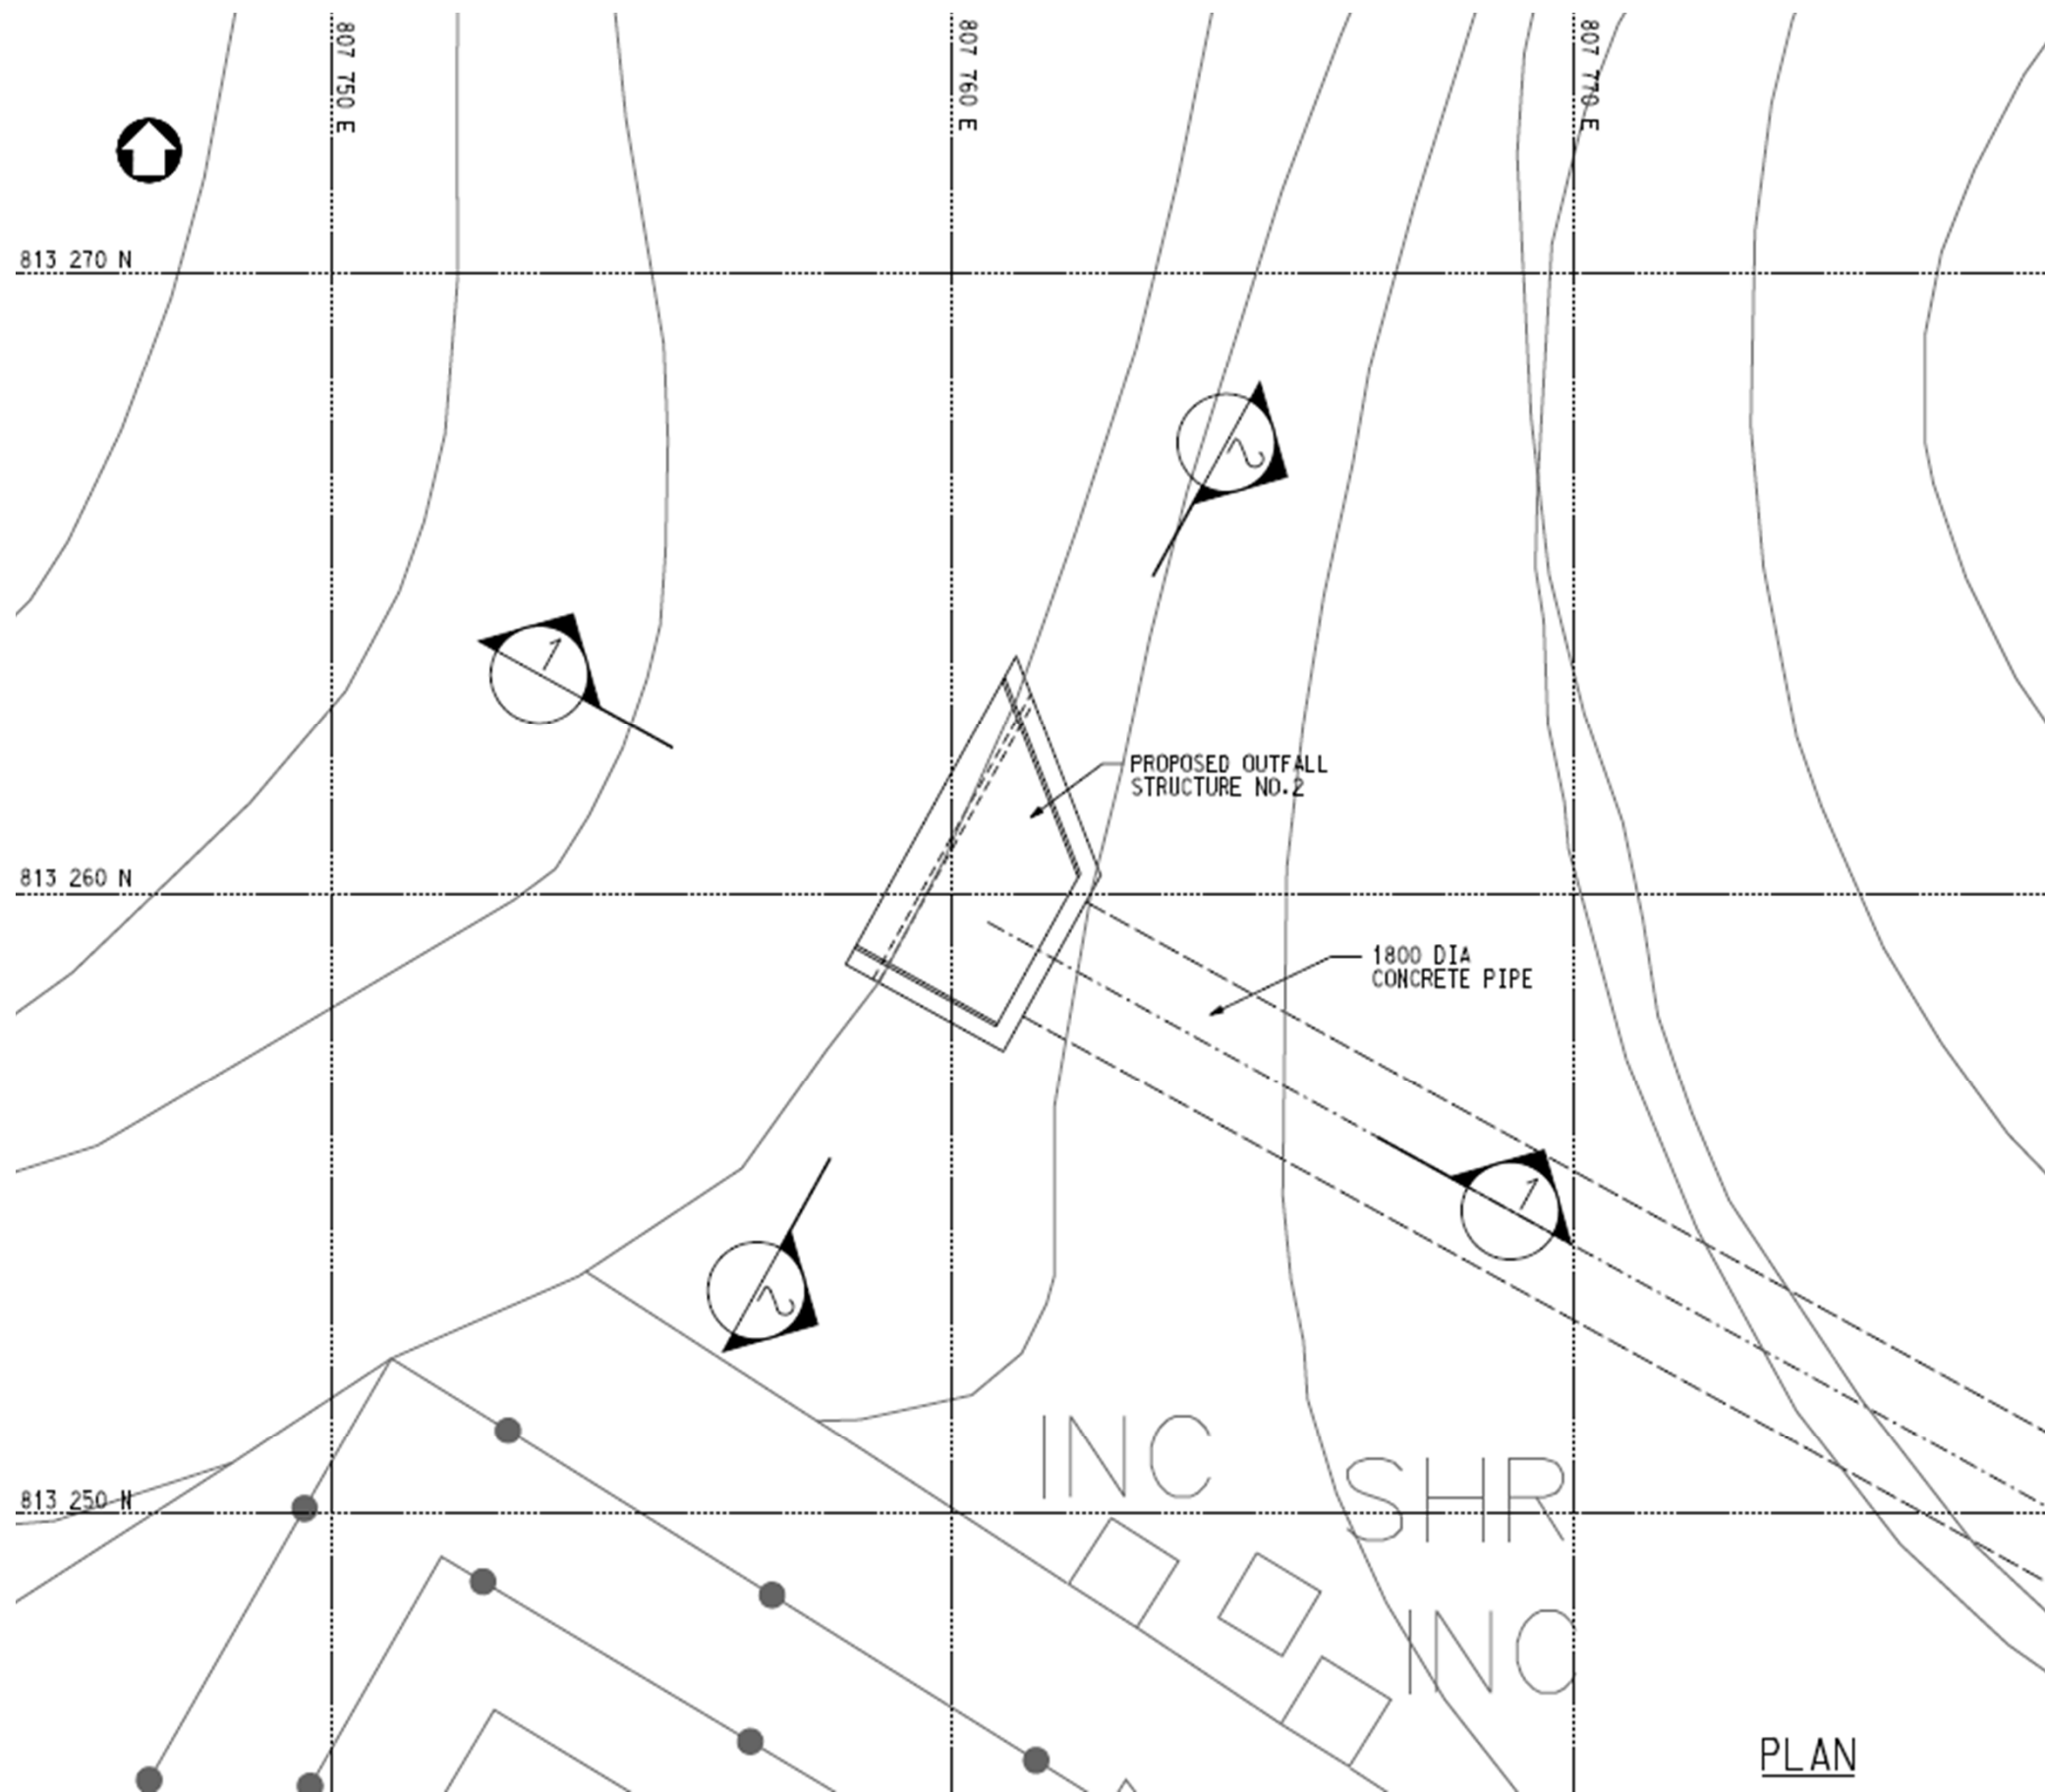 807 750 E
807 760 E
807 770 E
813 270 N
2
1
PROPOSED OUTFALL
STRUCTURE NO.2
813 260 N
1800 DIA
CONCRETE PIPE
1
2
INC
SHR
813 250 N
INC
PLAN